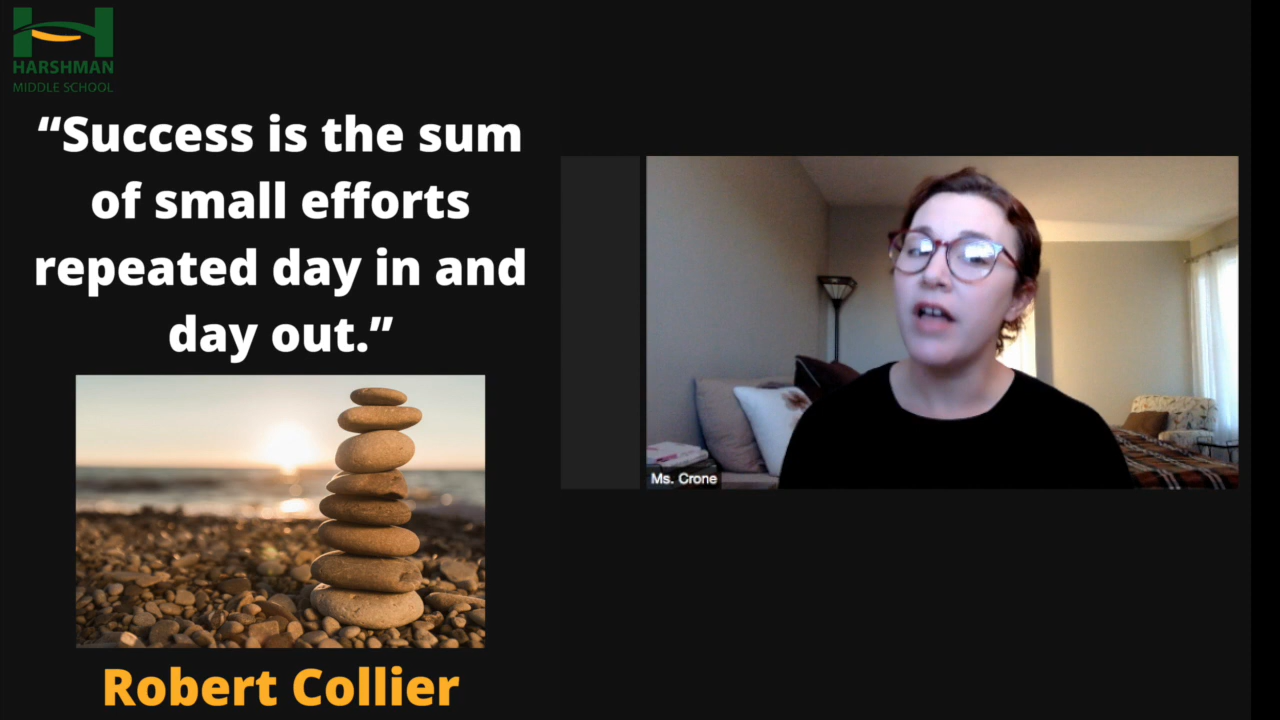 HARSHMAN
MIDDLE SCHOOL
“Success is the sum
of small efforts
repeated day in and
day out.”
Ms. Crone
Robert Collier